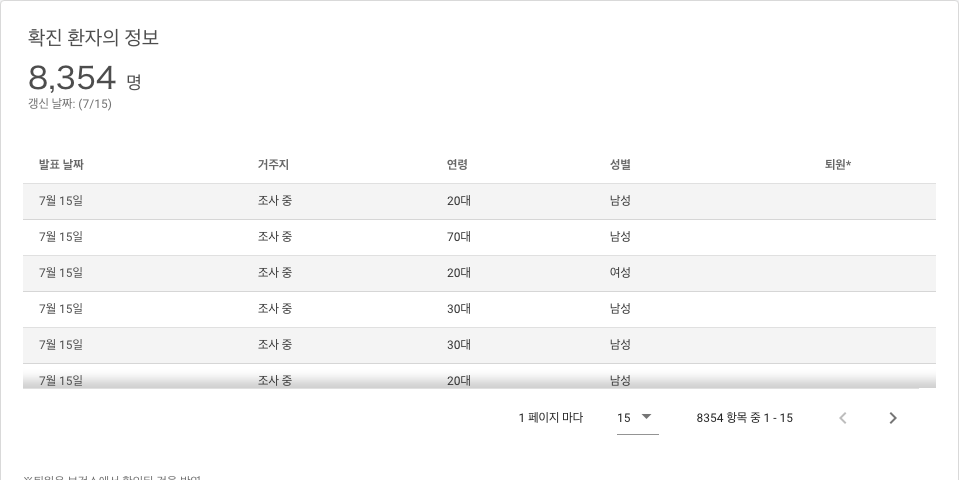 확진 환자의 정보
8,354 명
갱신 날짜: (7/15)
발표 날짜 거주지 연령 성별 퇴원*
7월 15일 조사 중 20대 남성
7월 15일 조사 중 70대 남성
7월 15일 조사 중 20대 여성
7월 15일 조사 중 30대 남성
7월 15일 조사 중 30대 남성
7월 15일 조사 중 20대 남성
1 페이지 마다 15 8354 항목 중 1 - 15